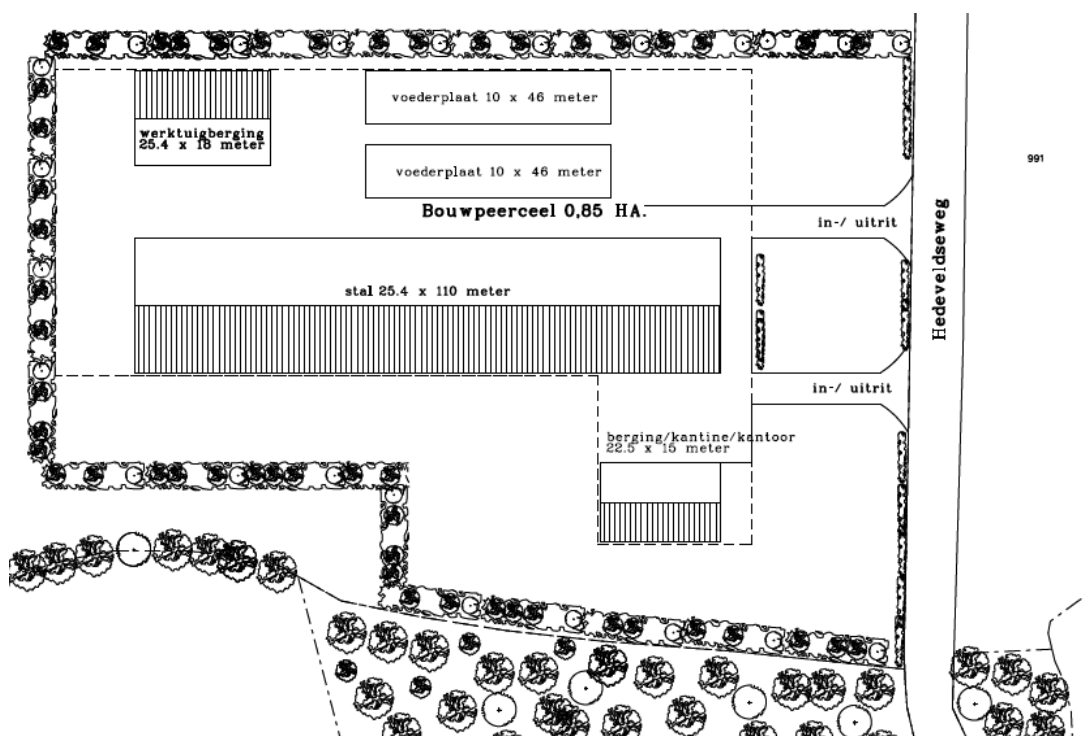 voederplaat 10 x 46 meter
werktuigberging
25.4 x 18 meter
voederplaat 10 x 46 meter
991
Bouwpeerceel 0,85 HA.
in-/ uitrit
stal 25.4 x 110 meter
Hedeveldseweg
in-/ uitrit
berging/kantine/kantoor
22.5 x 15 meter